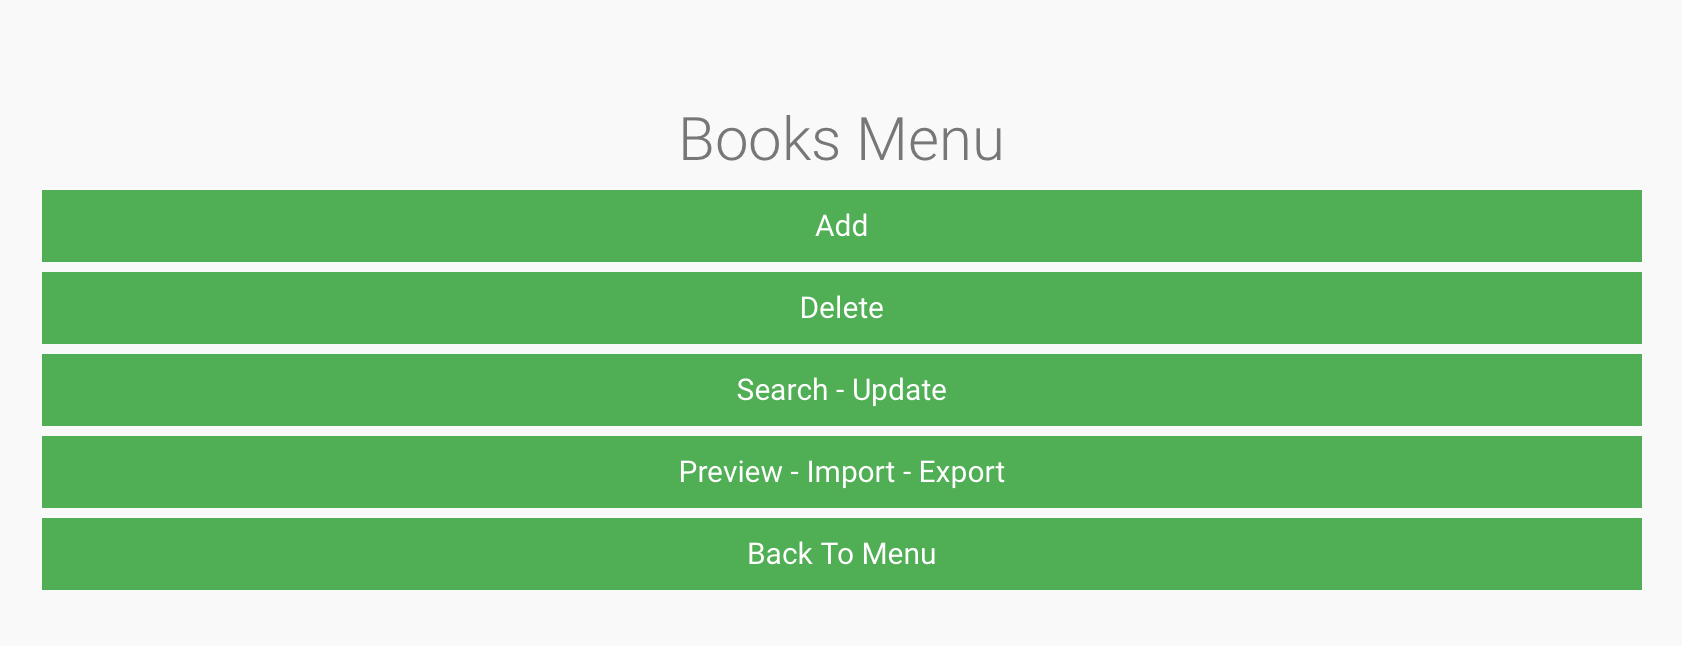 Books Menu
Add
Delete
Search - Update
Preview - Import - Export
Back To Menu